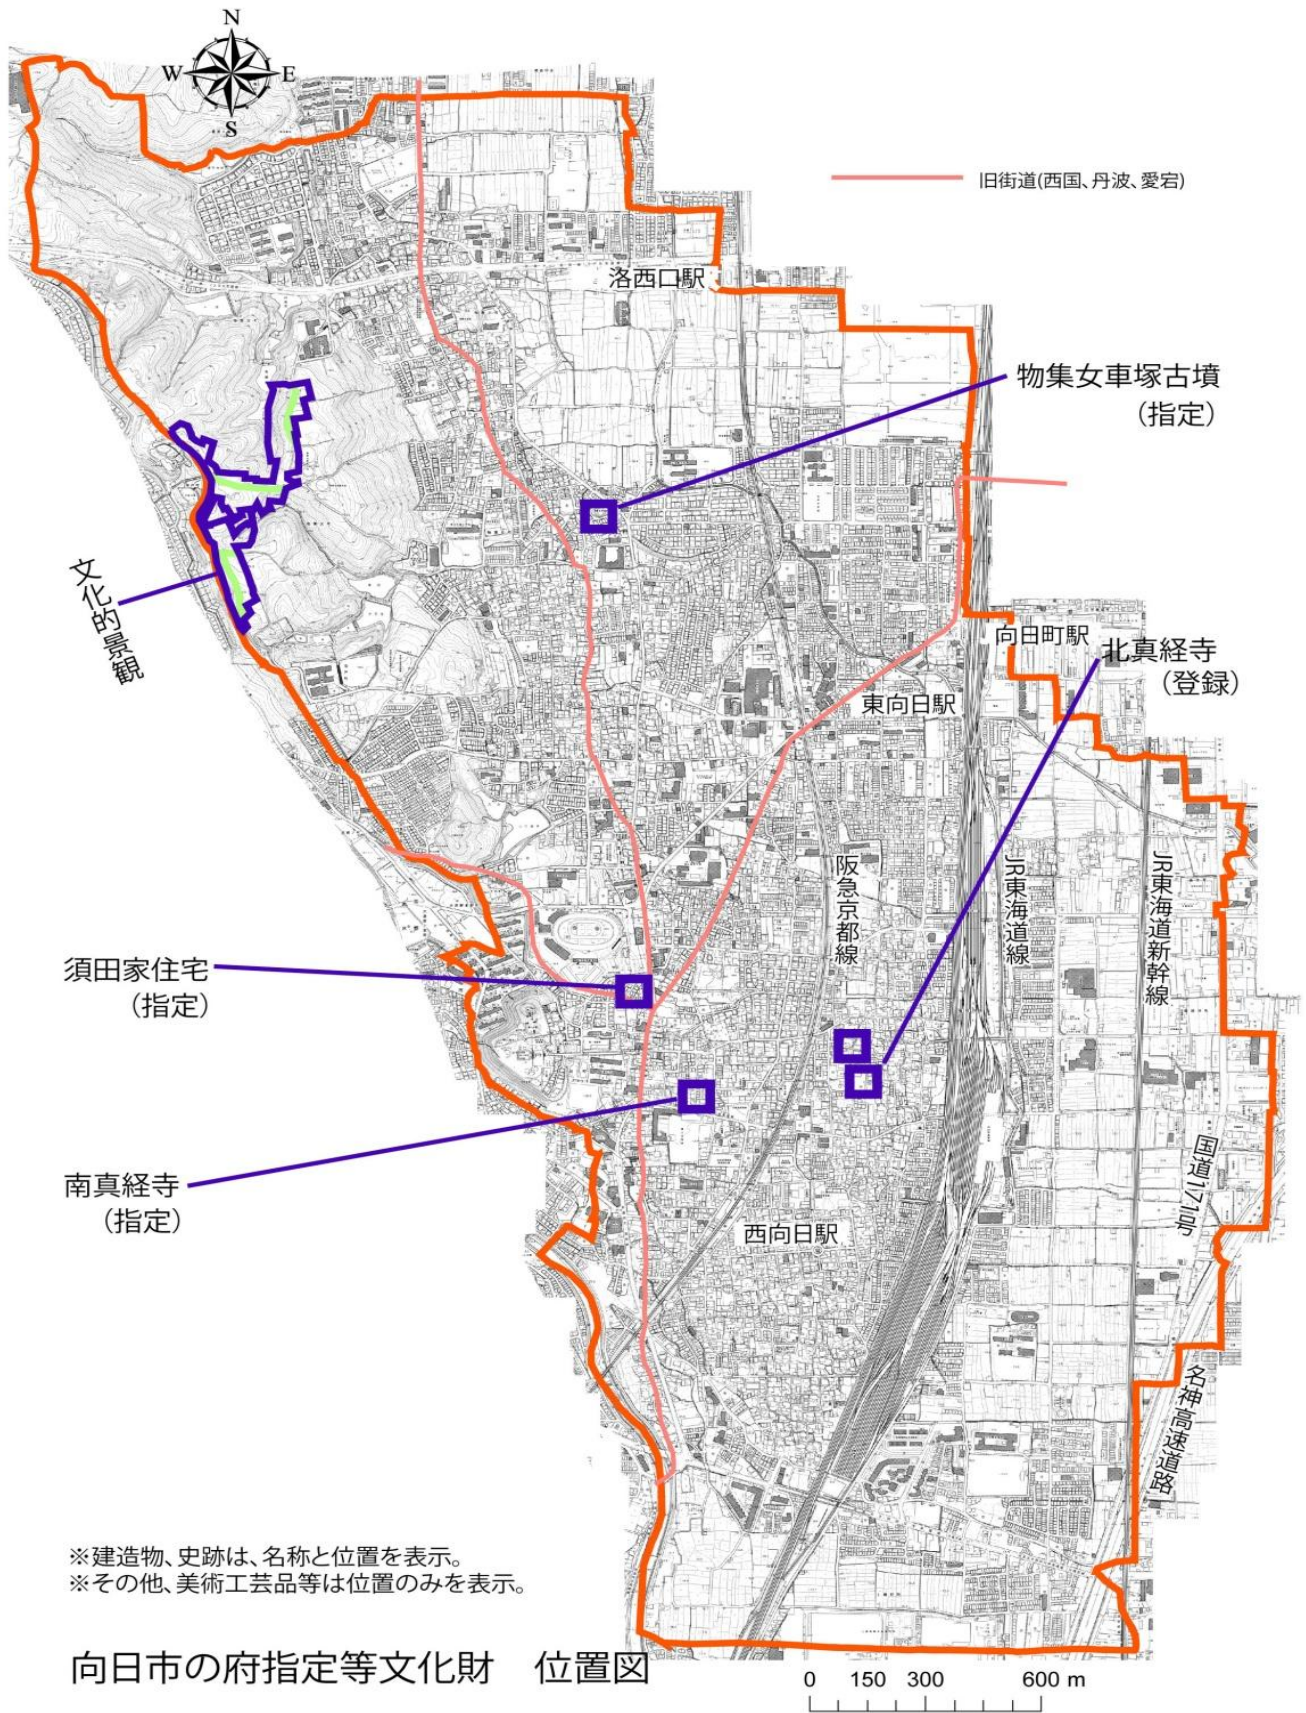 N
W
E
S
旧街道(西国、丹波、愛宕)
洛西口駅
物集女車塚古墳
(指定)
文化的景観
向日町駅
北真経寺
(登録)
東向日駅
阪急京都線
JR東海道線
JR東海道新幹線
須田家住宅
(指定)
南真経寺
(指定)
国道171号
西向日駅
名神高速道路
※建造物、史跡は、名称と位置を表示。
※その他、美術工芸品等は位置のみを表示。
向日市の府指定等文化財　位置図
0 150 300 600 m